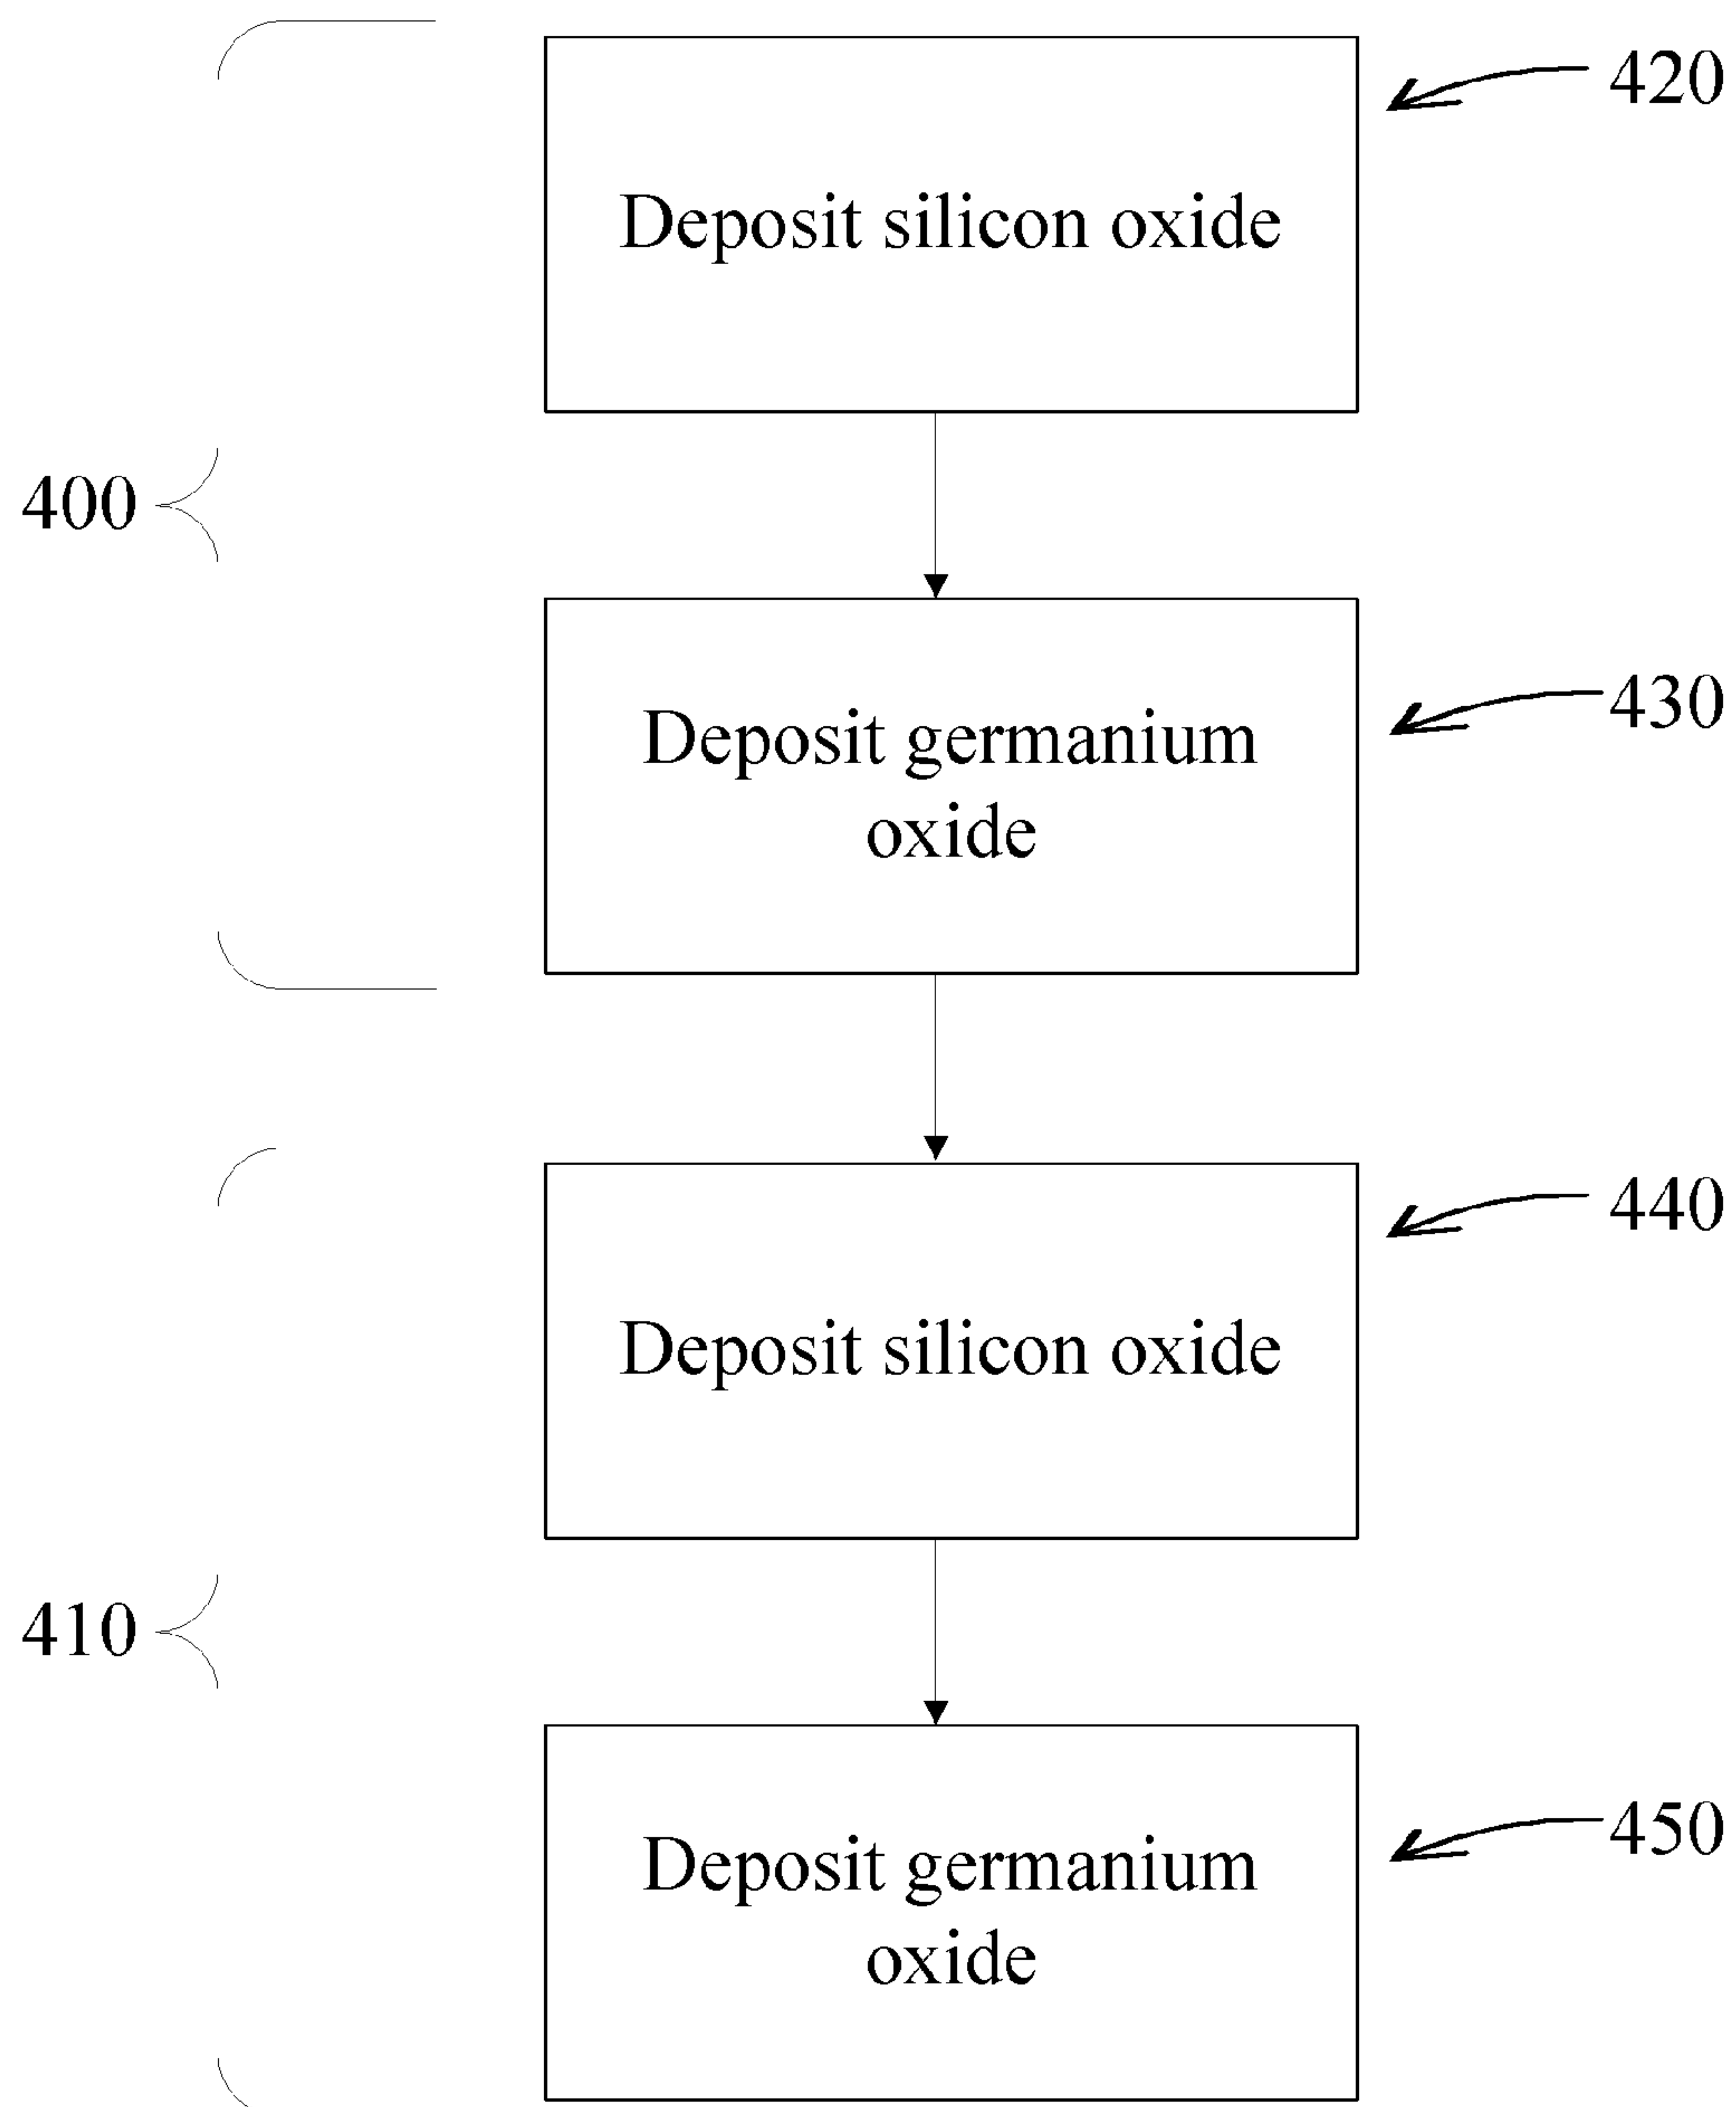 420
Deposit silicon oxide
400
430
Deposit germanium
oxide
440
Deposit silicon oxide
410
450
Deposit germanium
oxide